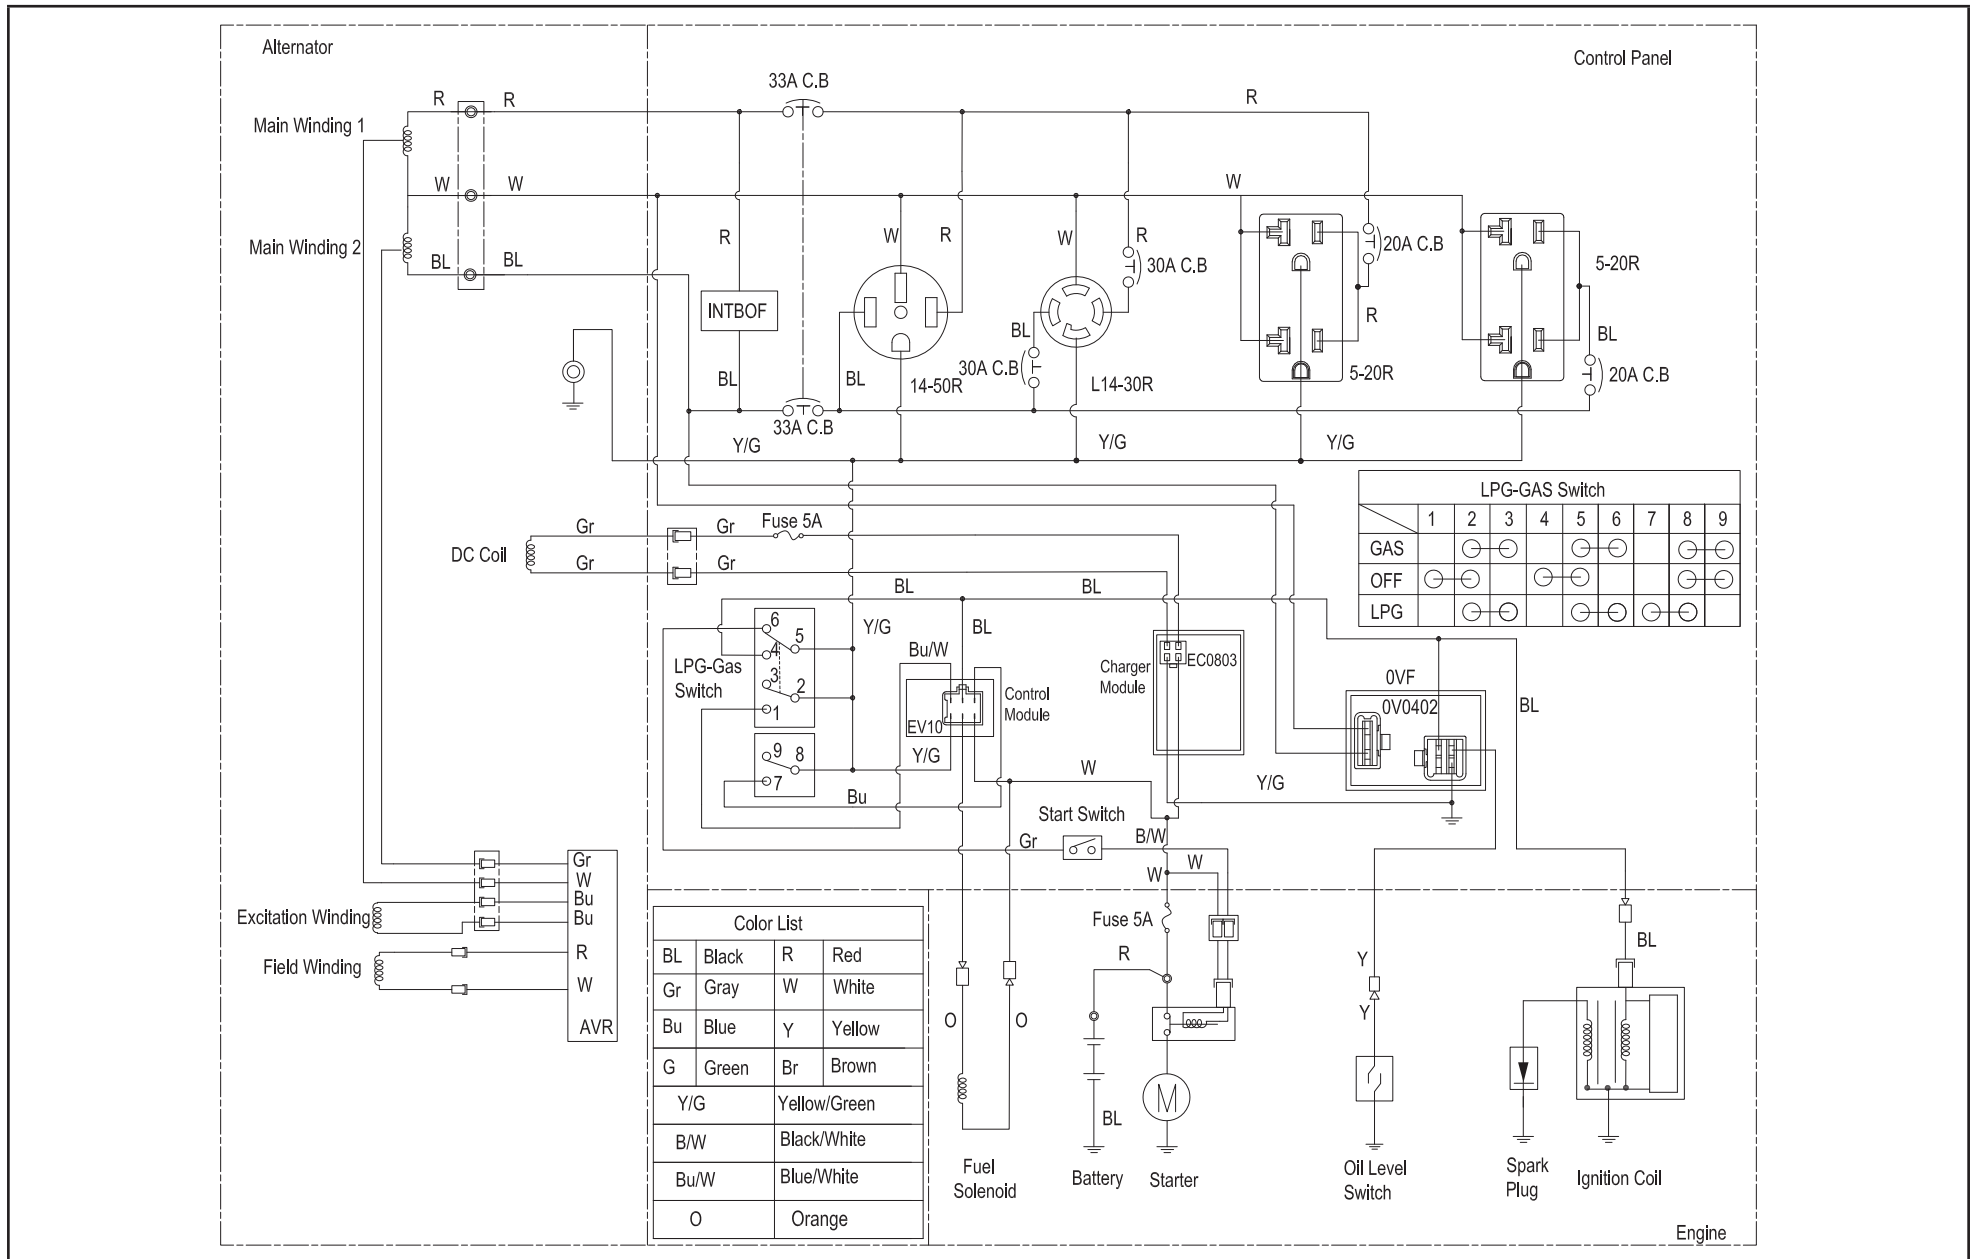 Alternator
Control Panel
33A C.B
R
R
R
Main Winding 1
W
W
W
Main Winding 2
BL
BL
R
W
R
W
R
20A C.B
5-20R
30A C.B
INTBOF
R
BL
BL
BL
BL
30A C.B
14-50R
L14-30R
5-20R
20A C.B
33A C.B
Y/G
Y/G
Y/G
LPG-GAS Switch
1 2 3 4 5 6 7 8 9
GAS
OFF
LPG
DC Coil
Gr
Gr
Fuse 5A
Gr
Gr
BL
BL
6
5
4
3
2
1
LPG-Gas
Switch
Y/G
BL
Bu/W
Control
Module
EV10
Charger
Module
EC0803
0VF
0V0402
BL
9
8
7
Y/G
Bu
W
Y/G
Start Switch
Gr
B/W
W
W
Gr
W
Bu
Bu
R
W
AVR
Excitation Winding
Field Winding
Color List
BL Black R Red
Gr Gray W White
Bu Blue Y Yellow
G Green Br Brown
Y/G Yellow/Green
B/W Black/White
Bu/W Blue/White
O Orange
Fuse 5A
R
BL
Y
Y
O
O
M
BL
Fuel
Solenoid
Battery
Starter
Oil Level
Switch
Spark
Plug
Ignition Coil
Engine